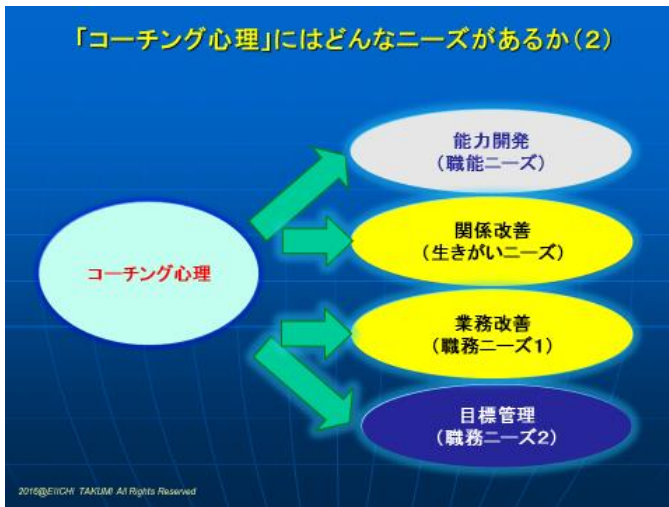 「コーチング心理」にはどんなニーズがあるか（２）
能力開発
（職能ニーズ）
関係改善
（生きがいニーズ）
コーチング心理
業務改善
（職務ニーズ1）
目標管理
（職務ニーズ2）
2016@EIICHI TAKUMI All Rights Reserved